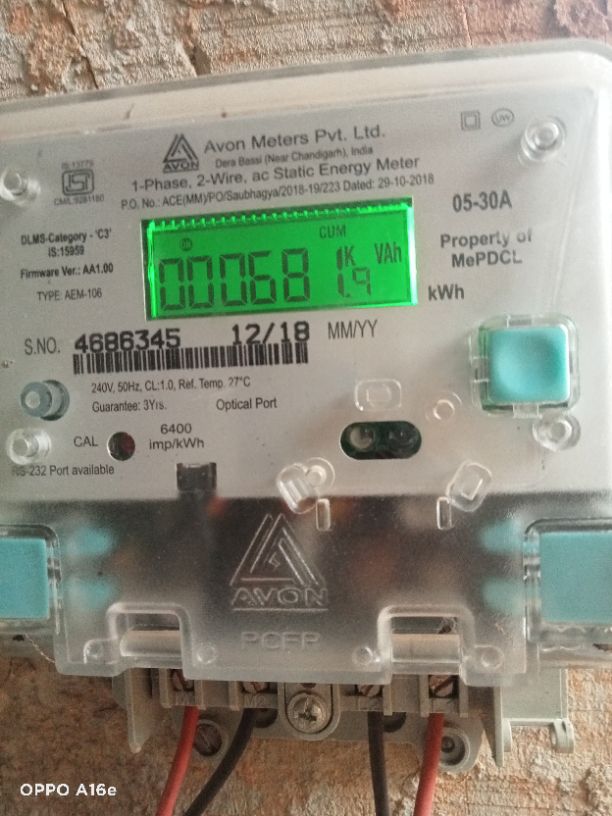 Avon Meters Pvt. Ltd.
Dera Bassi (Near Chandigarh), India
1-Phase, 2-Wire, ac Static Energy Meter
P.O. No.: ACE(MM)/PO/Saubhagya/2018-19/223 Dated: 29-10-2018
AVON
IS:13779
CM/L:9281180
DLMS-Category - 'C3'
IS:15959
Firmware Ver.: AA1.00
TYPE: AEM-106
CUM
000681.9
K VAh
kWh
05-30A
Property of
MePDCL
S.NO. 4686345 12/18 MM/YY
240V, 50Hz, CL:1.0, Ref. Temp. 27°C
Guarantee: 3Yrs. Optical Port
CAL
6400
imp/kWh
RS-232 Port available
AVON
OPPO A16e